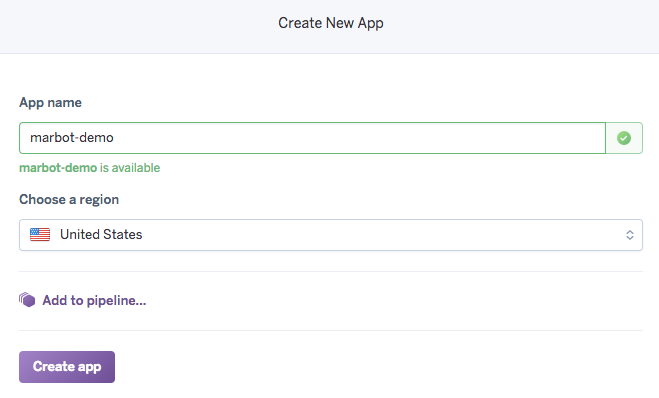 Create New App
App name
marbot-demo
marbot-demo is available
Choose a region
United States
Add to pipeline...
Create app